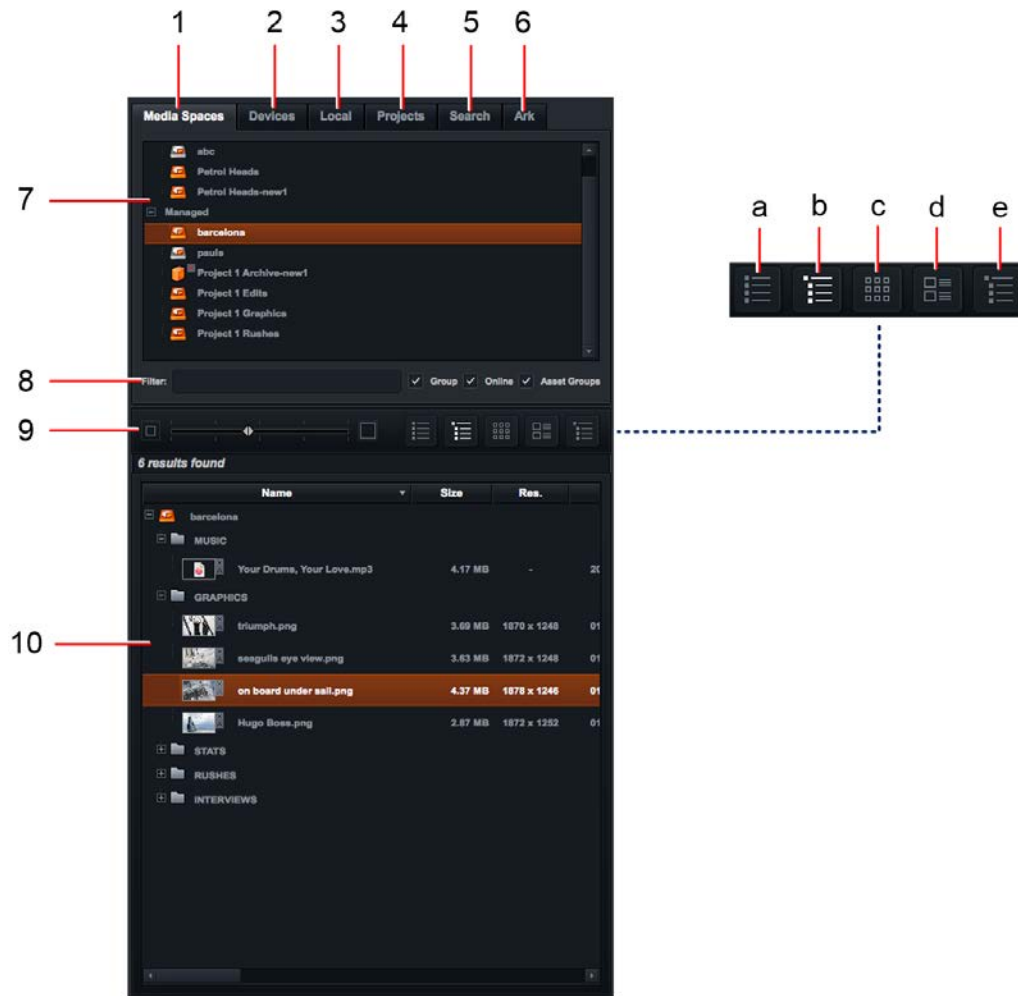 1 2 3 4 5 6
Media Spaces Devices Local Projects Search Ark
abc
Petrol Heads
Petrol Heads-new1
7
Managed
barcelona
pauls
Project 1 Archive-new1
Project 1 Edits
Project 1 Graphics
Project 1 Rushes
a b c d e
8
Filter: Group Online Asset Groups
9
6 results found
Name Size Res.
barcelona
MUSIC
Your Drums, Your Love.mp3 4.17 MB - 20
GRAPHICS
10
triumph.png 3.69 MB 1870 x 1248 01
seagulls eye view.png 3.63 MB 1872 x 1248 01
on board under sail.png 4.37 MB 1878 x 1246 01
Hugo Boss.png 2.87 MB 1872 x 1252 01
STATS
RUSHES
INTERVIEWS